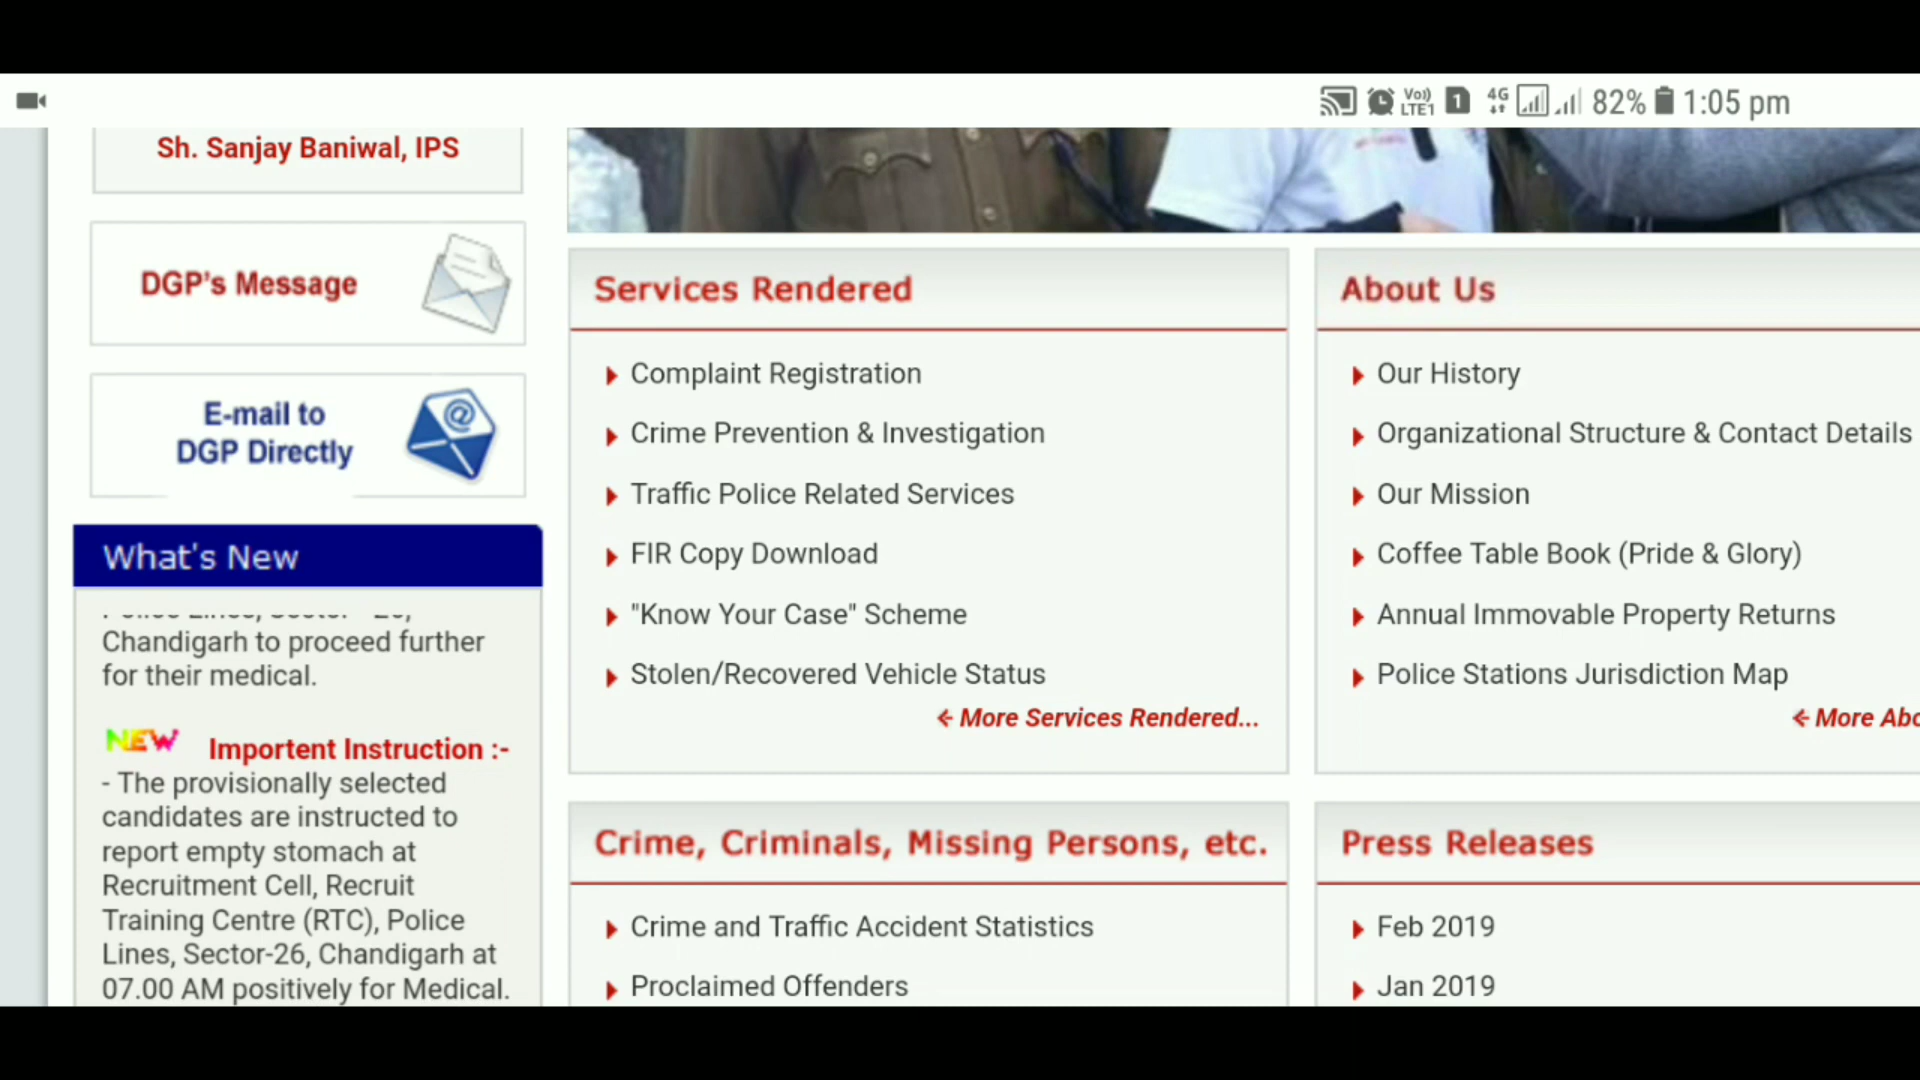 Vo))
LTE1
1
4G
82%
1:05 pm
Sh. Sanjay Baniwal, IPS
DGP's Message
E-mail to
DGP Directly
What's New
Chandigarh to proceed further
for their medical.
NEW Importent Instruction :-
- The provisionally selected
candidates are instructed to
report empty stomach at
Recruitment Cell, Recruit
Training Centre (RTC), Police
Lines, Sector-26, Chandigarh at
07.00 AM positively for Medical.
Services Rendered
Complaint Registration
Crime Prevention & Investigation
Traffic Police Related Services
FIR Copy Download
"Know Your Case" Scheme
Stolen/Recovered Vehicle Status
More Services Rendered...
About Us
Our History
Organizational Structure & Contact Details
Our Mission
Coffee Table Book (Pride & Glory)
Annual Immovable Property Returns
Police Stations Jurisdiction Map
More
Crime, Criminals, Missing Persons, etc.
Crime and Traffic Accident Statistics
Proclaimed Offenders
Press Releases
Feb 2019
Jan 2019